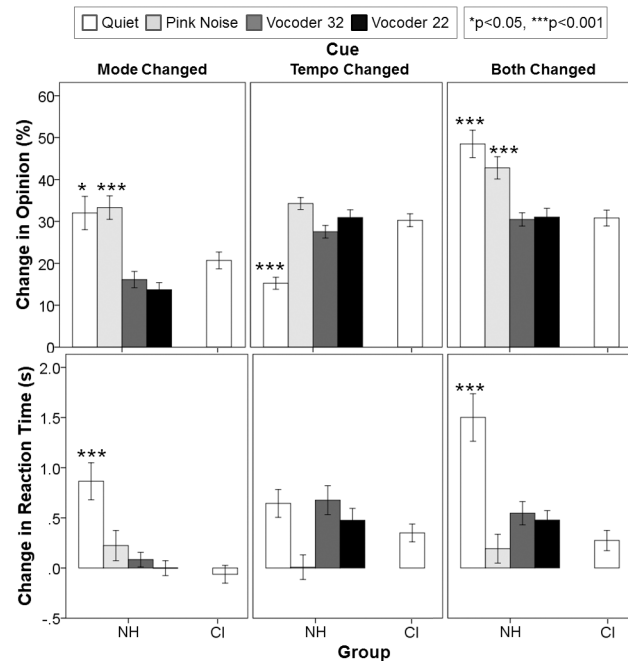 Quiet Pink Noise Vocoder 32 Vocoder 22 *p<0.05, ***p<0.001
Cue
Mode Changed Tempo Changed Both Changed
Change in Opinion (%)
60
50
40
30
20
10
0
* ***
***
*** ***
Change in Reaction Time (s)
2.0
1.5
1.0
.5
.0
-.5
***
***
NH CI NH CI NH CI
Group